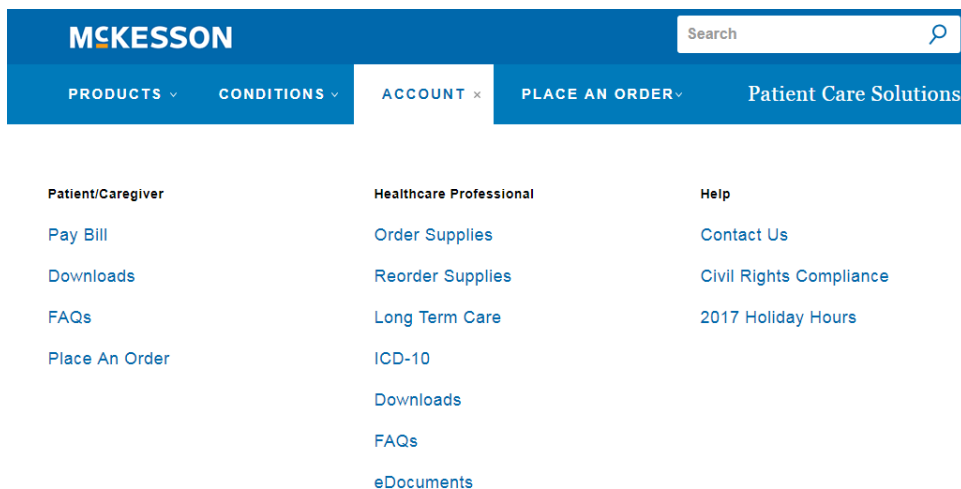 McKESSON
Search
PRODUCTS CONDITIONS ACCOUNT × PLACE AN ORDER Patient Care Solutions
Patient/Caregiver
Pay Bill
Downloads
FAQs
Place An Order
Healthcare Professional
Order Supplies
Reorder Supplies
Long Term Care
ICD-10
Downloads
FAQs
eDocuments
Help
Contact Us
Civil Rights Compliance
2017 Holiday Hours